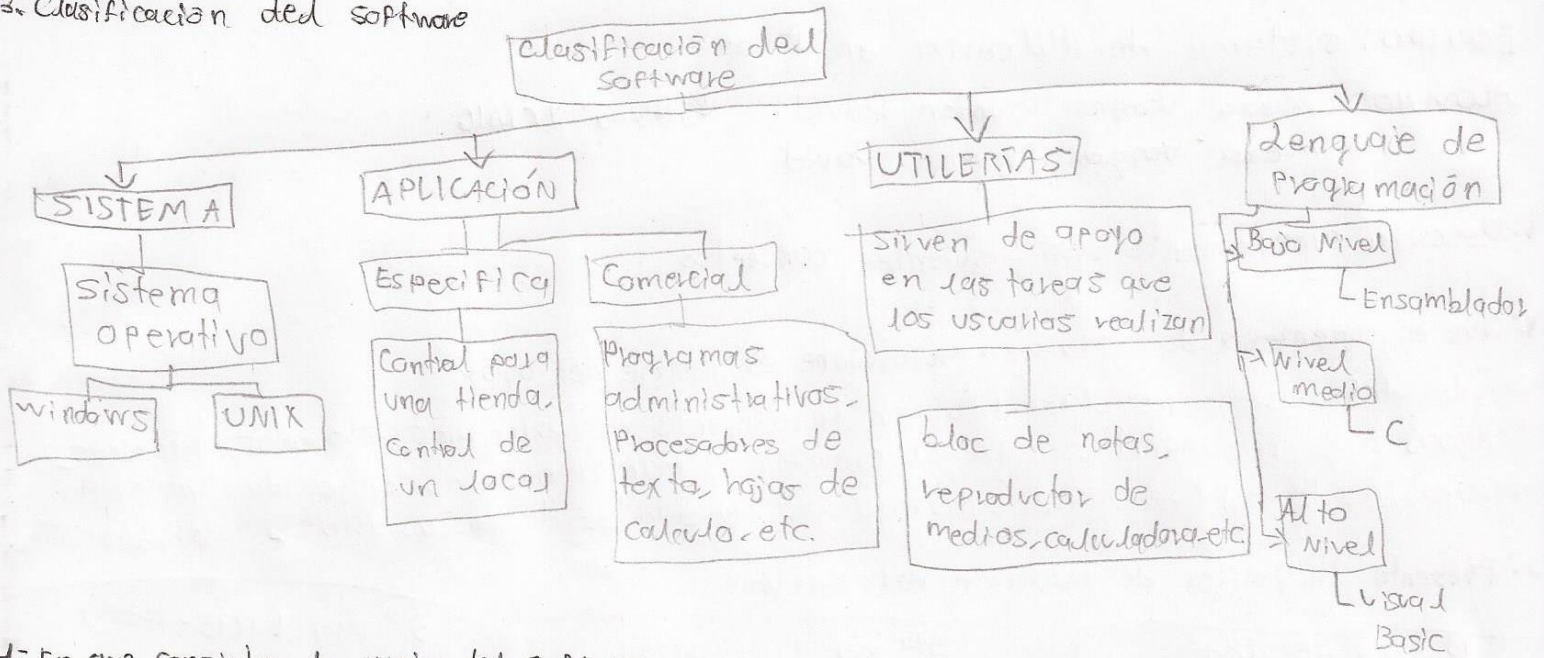 3. Clasificación ded software
Clasificación ded
software
SISTEMA
Sistema
operativo
Windows
UNIX
APLICACIÓN
Especifica
Control para
una tienda,
Control de
un local
Comercial
Programas
administrativos,
Procesadores de
texto, hojas de
calculo, etc.
UTILERÍAS
Sirven de apoyo
en las tareas que
los usuarios realizan
bloc de notas,
reproductor de
medios, calculadora, etc
Lenguaje de
Programación
Bajo Nivel
Ensamblador
Nivel
medio
C
Alto
Nivel
Visual
Basic